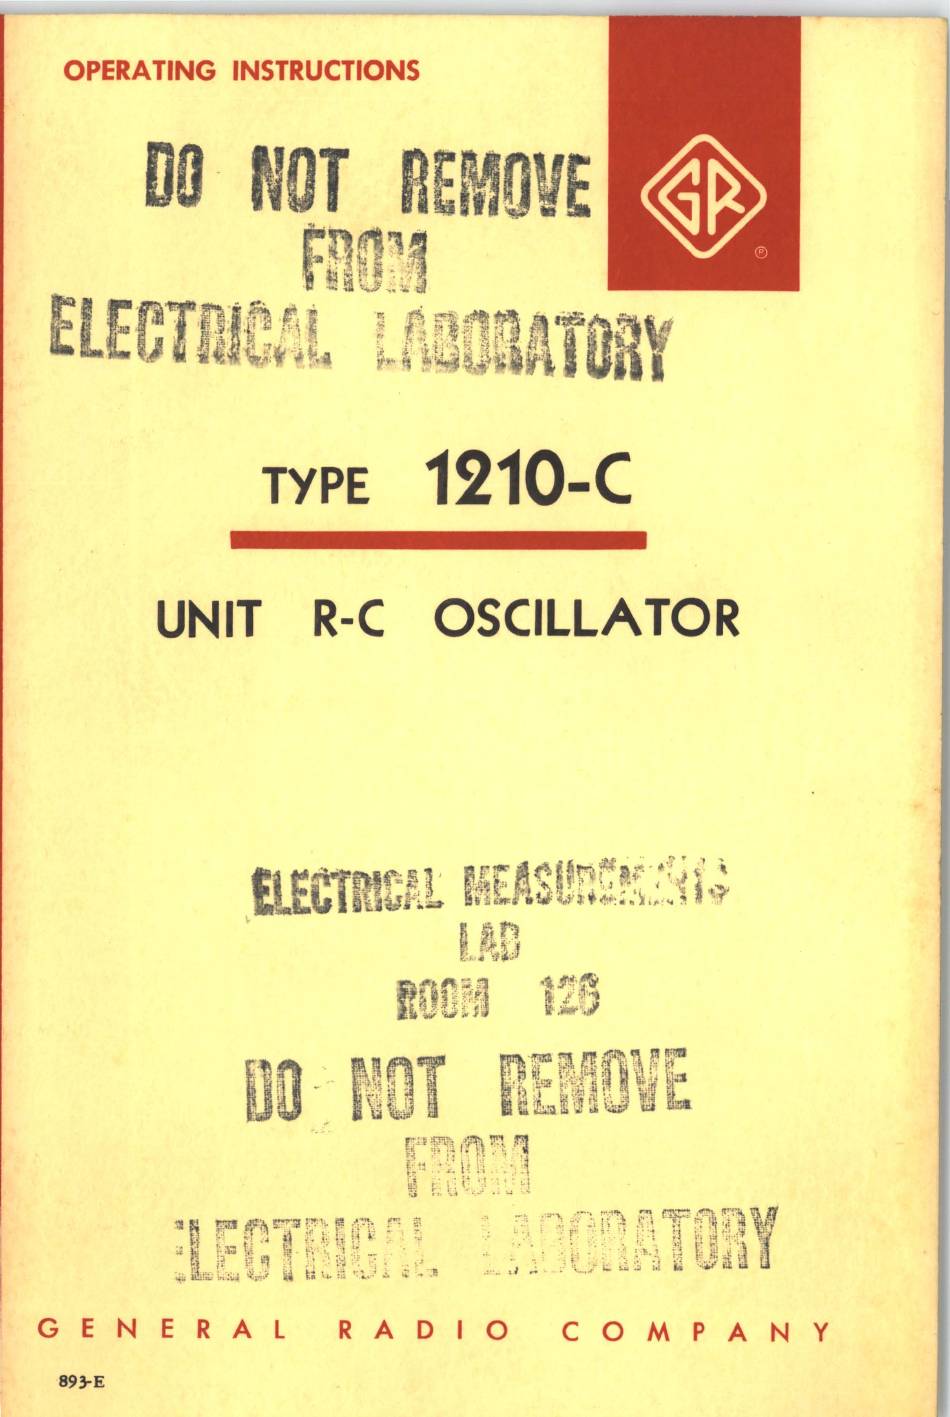 OPERATING INSTRUCTIONS
GR
®
DO NOT REMOVE
FROM
ELECTRICAL LABORATORY
TYPE 1210-C
UNIT R-C OSCILLATOR
ELECTRICAL MEASUREMENTS
LAB
ROOM 126
DO NOT REMOVE
FROM
ELECTRICAL LABORATORY
GENERAL RADIO COMPANY
893-E